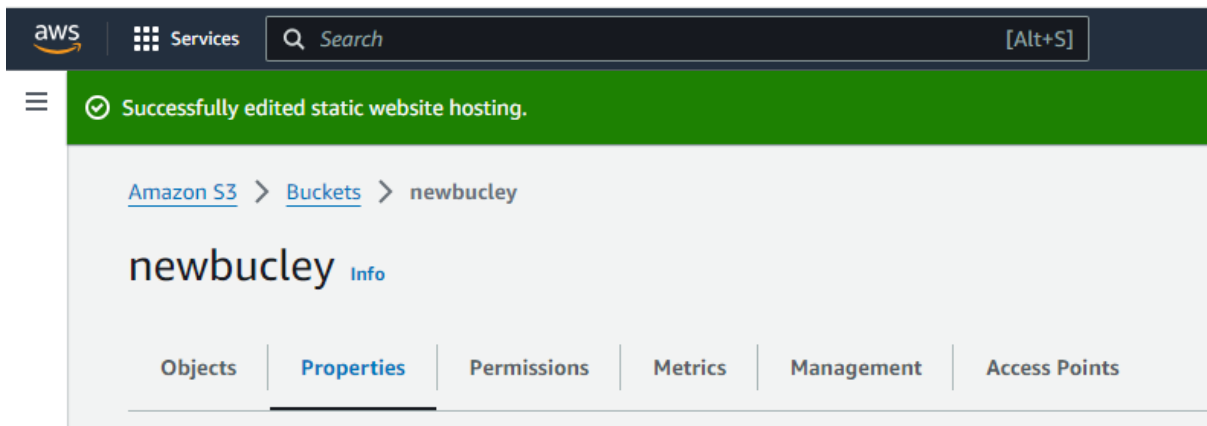 aws Services Search [Alt+S]
Successfully edited static website hosting.
Amazon S3 > Buckets > newbucley
newbucley Info
Objects Properties Permissions Metrics Management Access Points